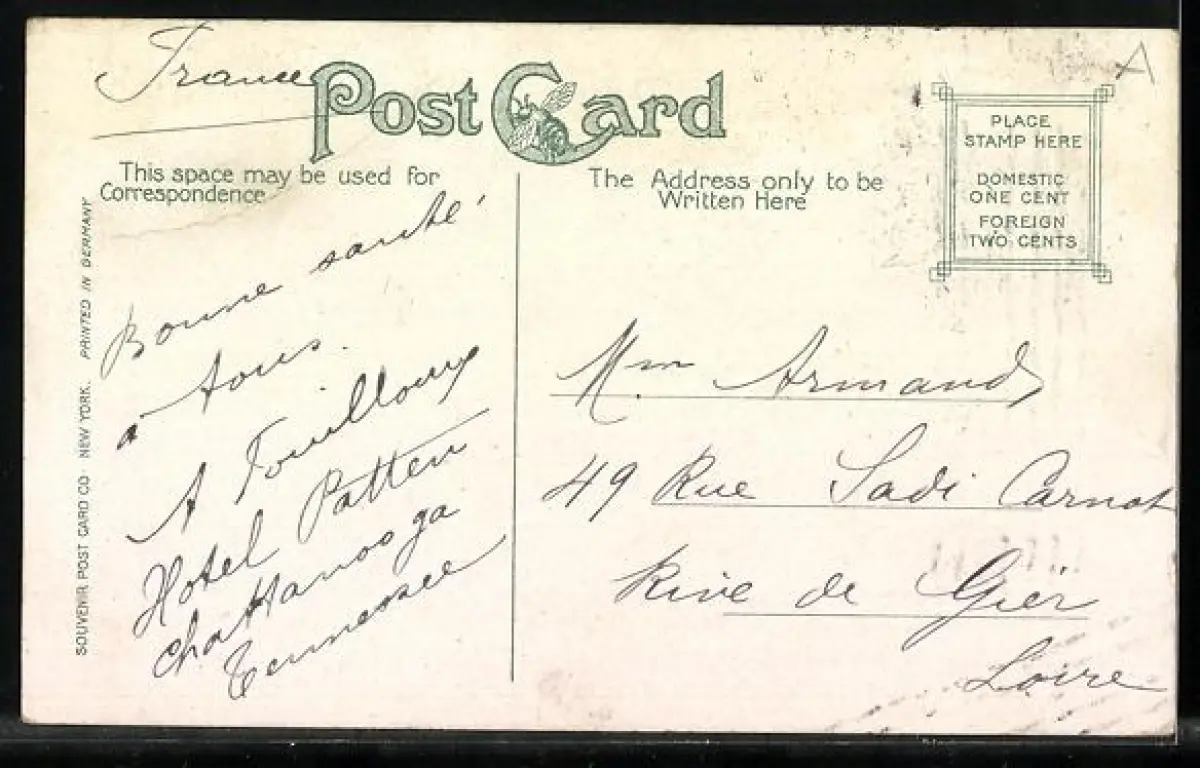 France
Post Card
This space may be used for
Correspondence
The Address only to be
Written Here
PLACE
STAMP HERE
DOMESTIC
ONE CENT
FOREIGN
TWO CENTS
A
SOUVENIR POST CARD CO. NEW YORK. PRINTED IN GERMANY
Bonne santé
a tous.
A
Hotel Patten
Chattanooga
Tennessee
Mm Armand
49 Rue Sadi Carnot
Rive de Gier
Loire